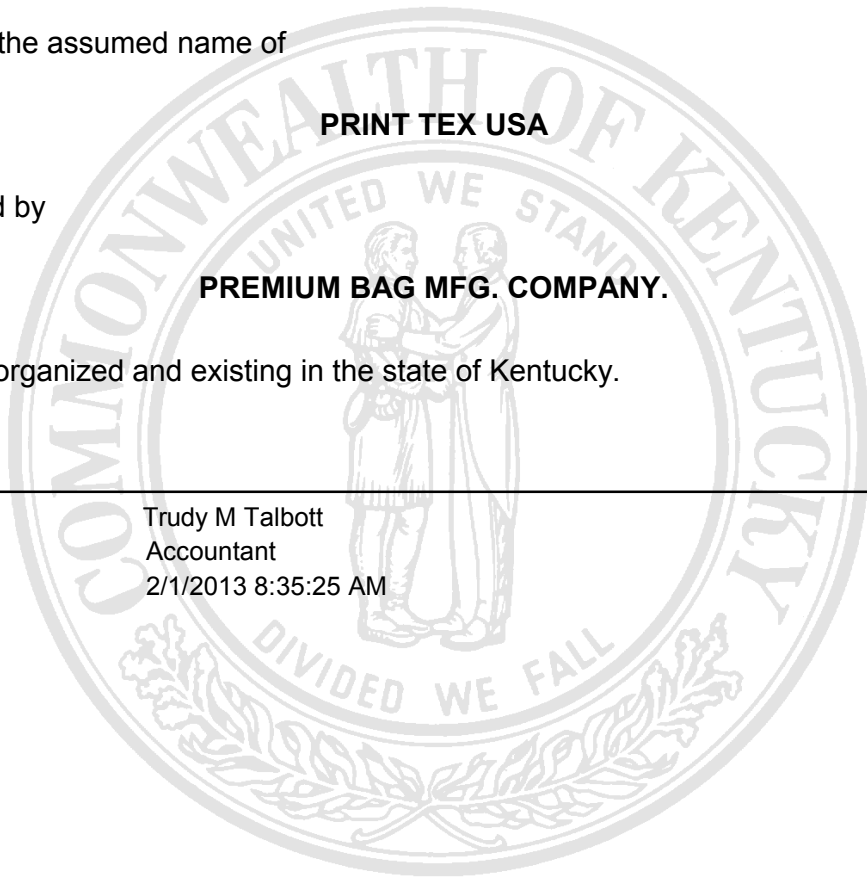 the assumed name of
PRINT TEX USA
d by
PREMIUM BAG MFG. COMPANY.
organized and existing in the state of Kentucky.
Trudy M Talbott
Accountant
2/1/2013 8:35:25 AM
COMMONWEALTH OF KENTUCKY
UNITED WE STAND
DIVIDED WE FALL